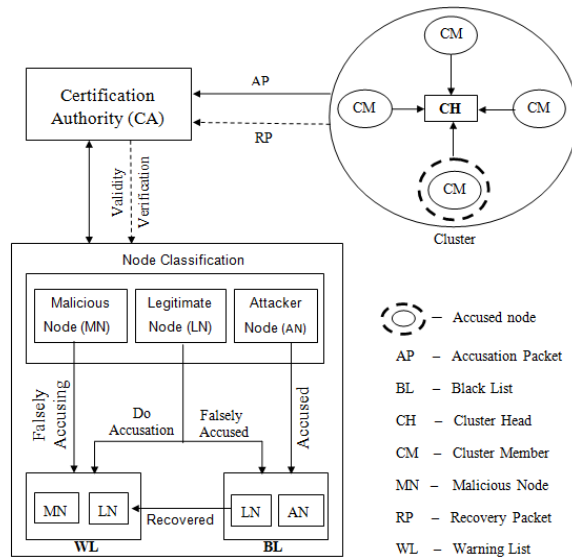 CM
AP
Certification
Authority (CA)
CM
CH
CM
RP
CM
Validity
Verification
Cluster
Node Classification
Malicious
Node (MN)
Legitimate
Node (LN)
Attacker
Node (AN)
Falsely
Accusing
Do
Accusation
Falsely
Accused
Accused
MN
LN
Recovered
LN
AN
WL
BL
– Accused node
AP – Accusation Packet
BL – Black List
CH – Cluster Head
CM – Cluster Member
MN – Malicious Node
RP – Recovery Packet
WL – Warning List